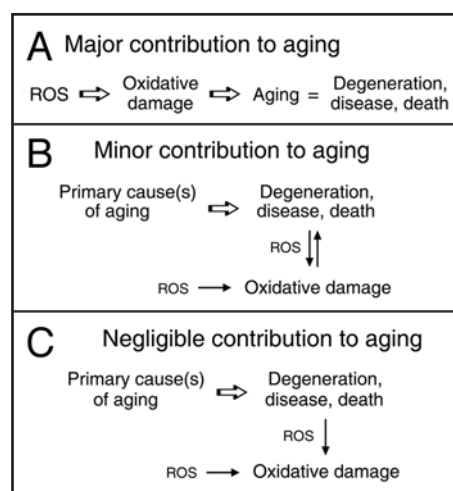 A Major contribution to aging
ROS ⇨ Oxidative damage ⇨ Aging = Degeneration, disease, death
B Minor contribution to aging
Primary cause(s) of aging ⇨ Degeneration, disease, death
ROS ↓↑
ROS → Oxidative damage
C Negligible contribution to aging
Primary cause(s) of aging ⇨ Degeneration, disease, death
ROS ↓
ROS → Oxidative damage